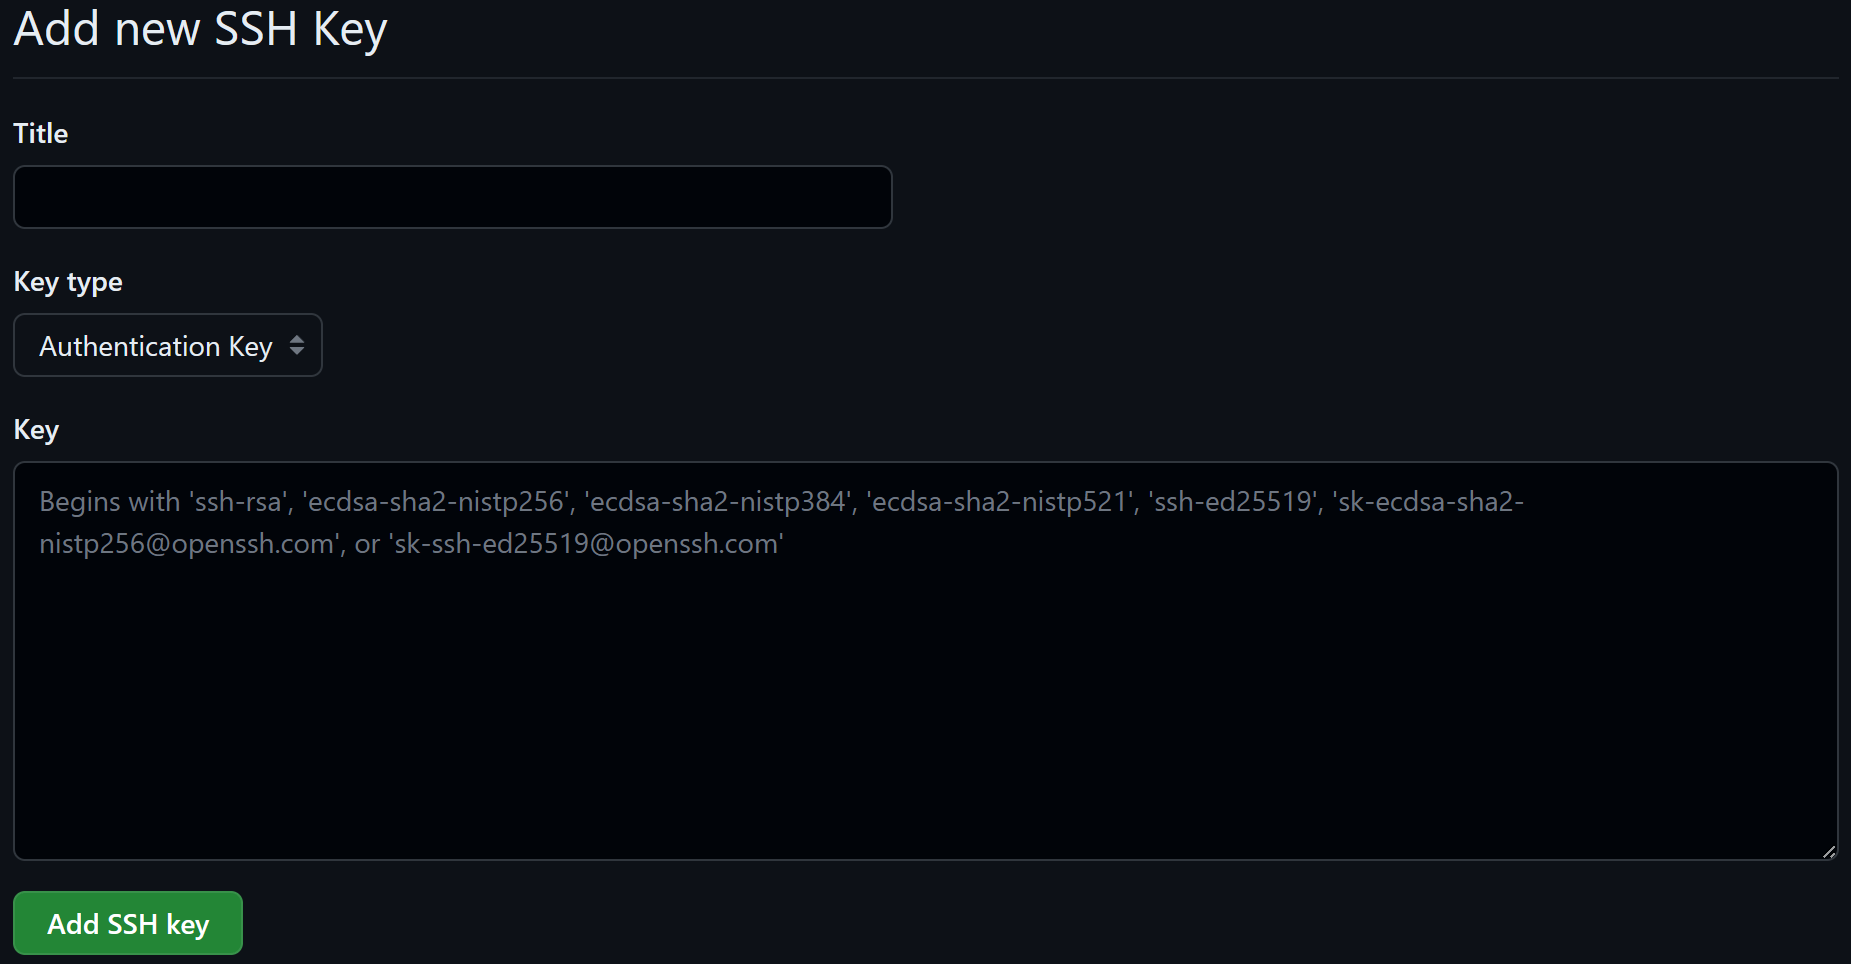 Add new SSH Key
Title
Key type
Authentication Key
Key
Begins with 'ssh-rsa', 'ecdsa-sha2-nistp256', 'ecdsa-sha2-nistp384', 'ecdsa-sha2-nistp521', 'ssh-ed25519', 'sk-ecdsa-sha2-
nistp256@openssh.com', or 'sk-ssh-ed25519@openssh.com'
Add SSH key